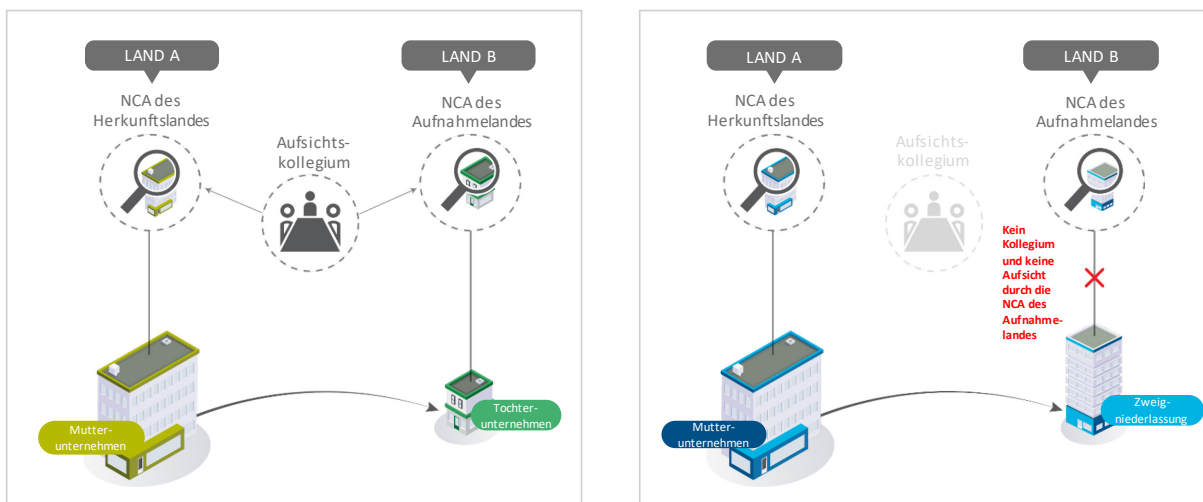 LAND A
LAND B
NCA des
Herkunftslandes
NCA des
Aufnahmelandes
Aufsichts-
kollegium
Mutter-
unternehmen
Tochter-
unternehmen
LAND A
LAND B
NCA des
Herkunftslandes
NCA des
Aufnahmelandes
Aufsichts-
kollegium
Kein
Kollegium
und keine
Aufsicht
durch die
NCA des
Aufnahme-
landes
Mutter-
unternehmen
Zweig-
niederlassung